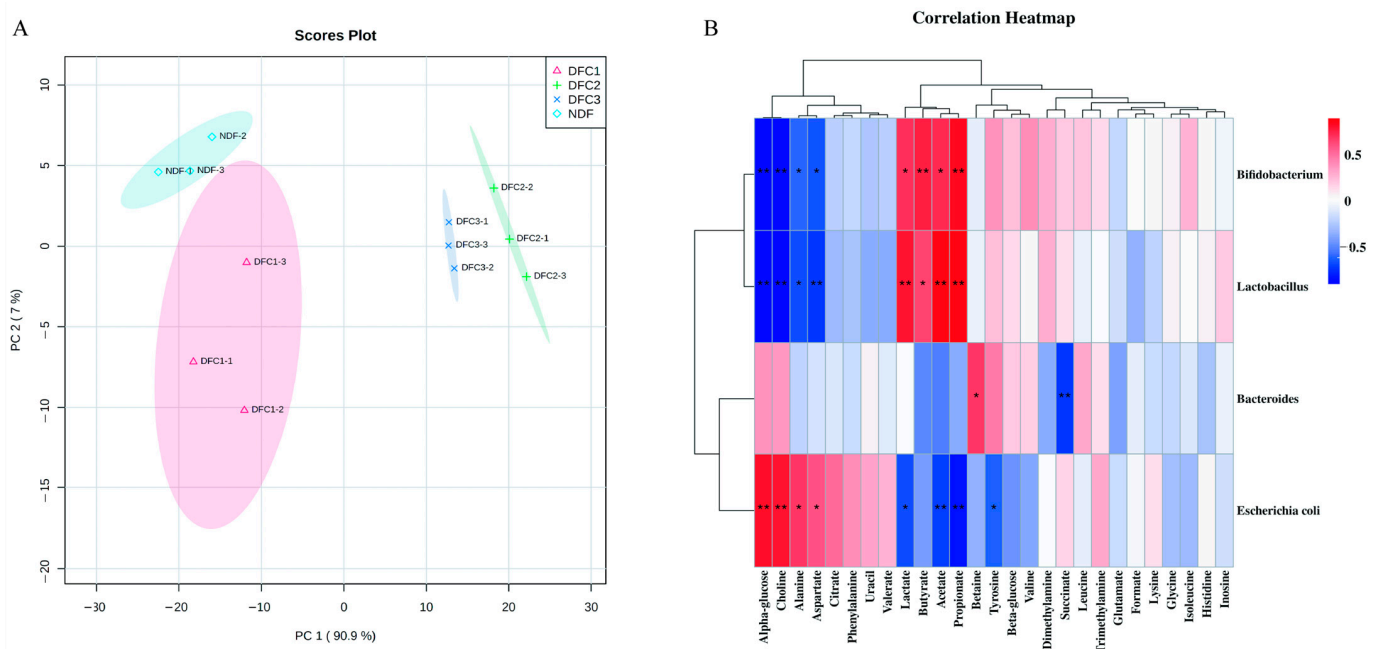 A
Scores Plot
DFC1
DFC2
DFC3
NDF
10
5
0
−5
−10
−15
−20
PC 2 ( 7 %)
NDF-2
NDF-1
NDF-3
DFC1-3
DFC1-1
DFC1-2
DFC2-2
DFC3-1
DFC2-1
DFC3-3
DFC3-2
DFC2-3
−30
−20
−10
0
10
20
30
PC 1 ( 90.9 %)
B
Correlation Heatmap
** ** * * * ** * **
Bifidobacterium
** ** * ** ** * ** **
Lactobacillus
* **
Bacteroides
** ** * * * ** ** *
Escherichia coli
0.5
0
-0.5
Alpha-glucose
Choline
Alanine
Aspartate
Citrate
Phenylalanine
Uracil
Valerate
Lactate
Butyrate
Acetate
Propionate
Betaine
Tyrosine
Beta-glucose
Valine
Dimethylamine
Succinate
Leucine
Trimethylamine
Glutamate
Formate
Lysine
Glycine
Isoleucine
Histidine
Inosine